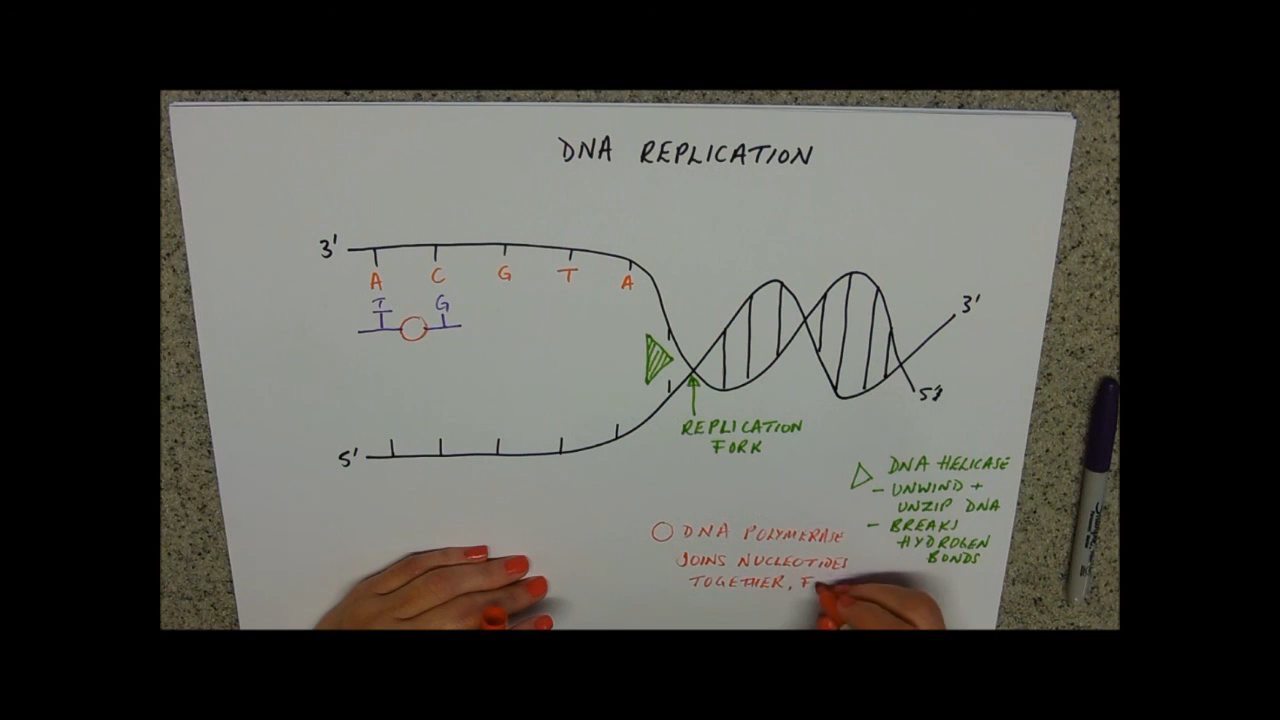 DNA REPLICATION
3'
A C G T A
T G
3'
5'
REPLICATION
FORK
5'
DNA HELICASE
- UNWIND +
UNZIP DNA
- BREAKS
HYDROGEN
BONDS
DNA POLYMERASE
JOINS NUCLEOTIDES
TOGETHER, F